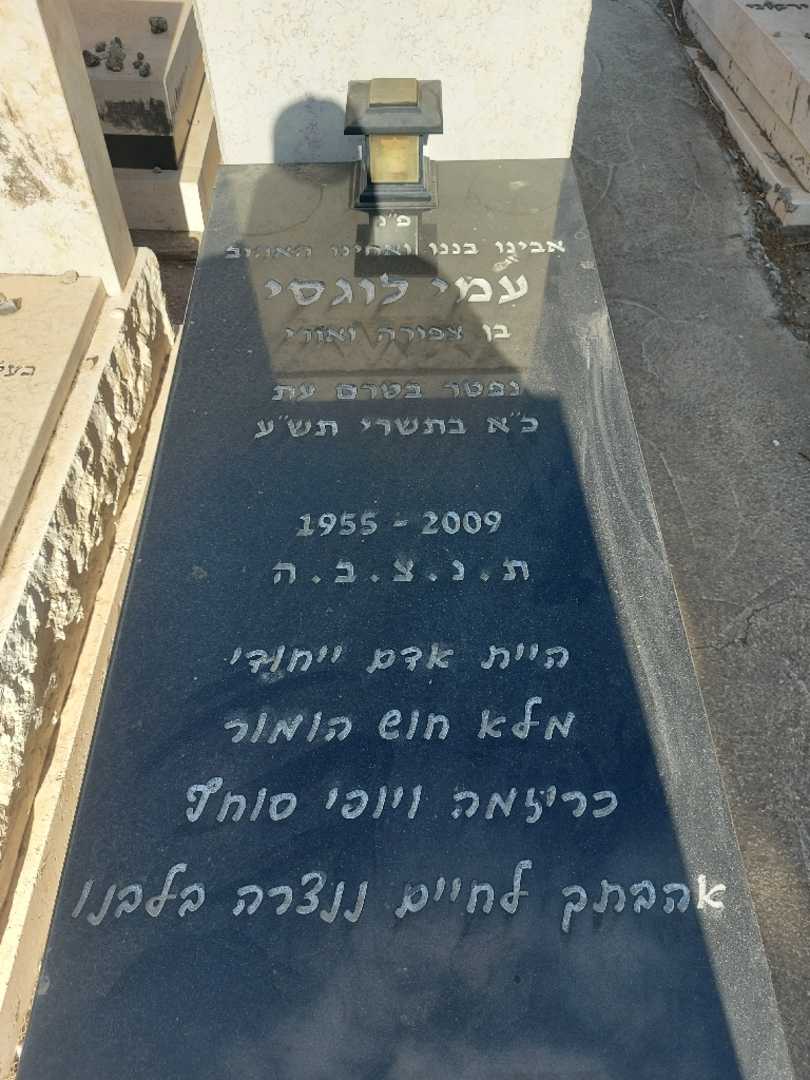 פ"נ
אבינו בננו ואחינו האהוב
עמי לוגסי
בן צפורה ואורי
נפטר בטרם עת
כ"א בתשרי תש"ע
1955 - 2009
ת.נ.צ.ב.ה
היית אדם ייחודי
מלא חוש הומור
כריזמה ויופי סוחף
אהבתך לחיים ננצרה בלבנו
בעל